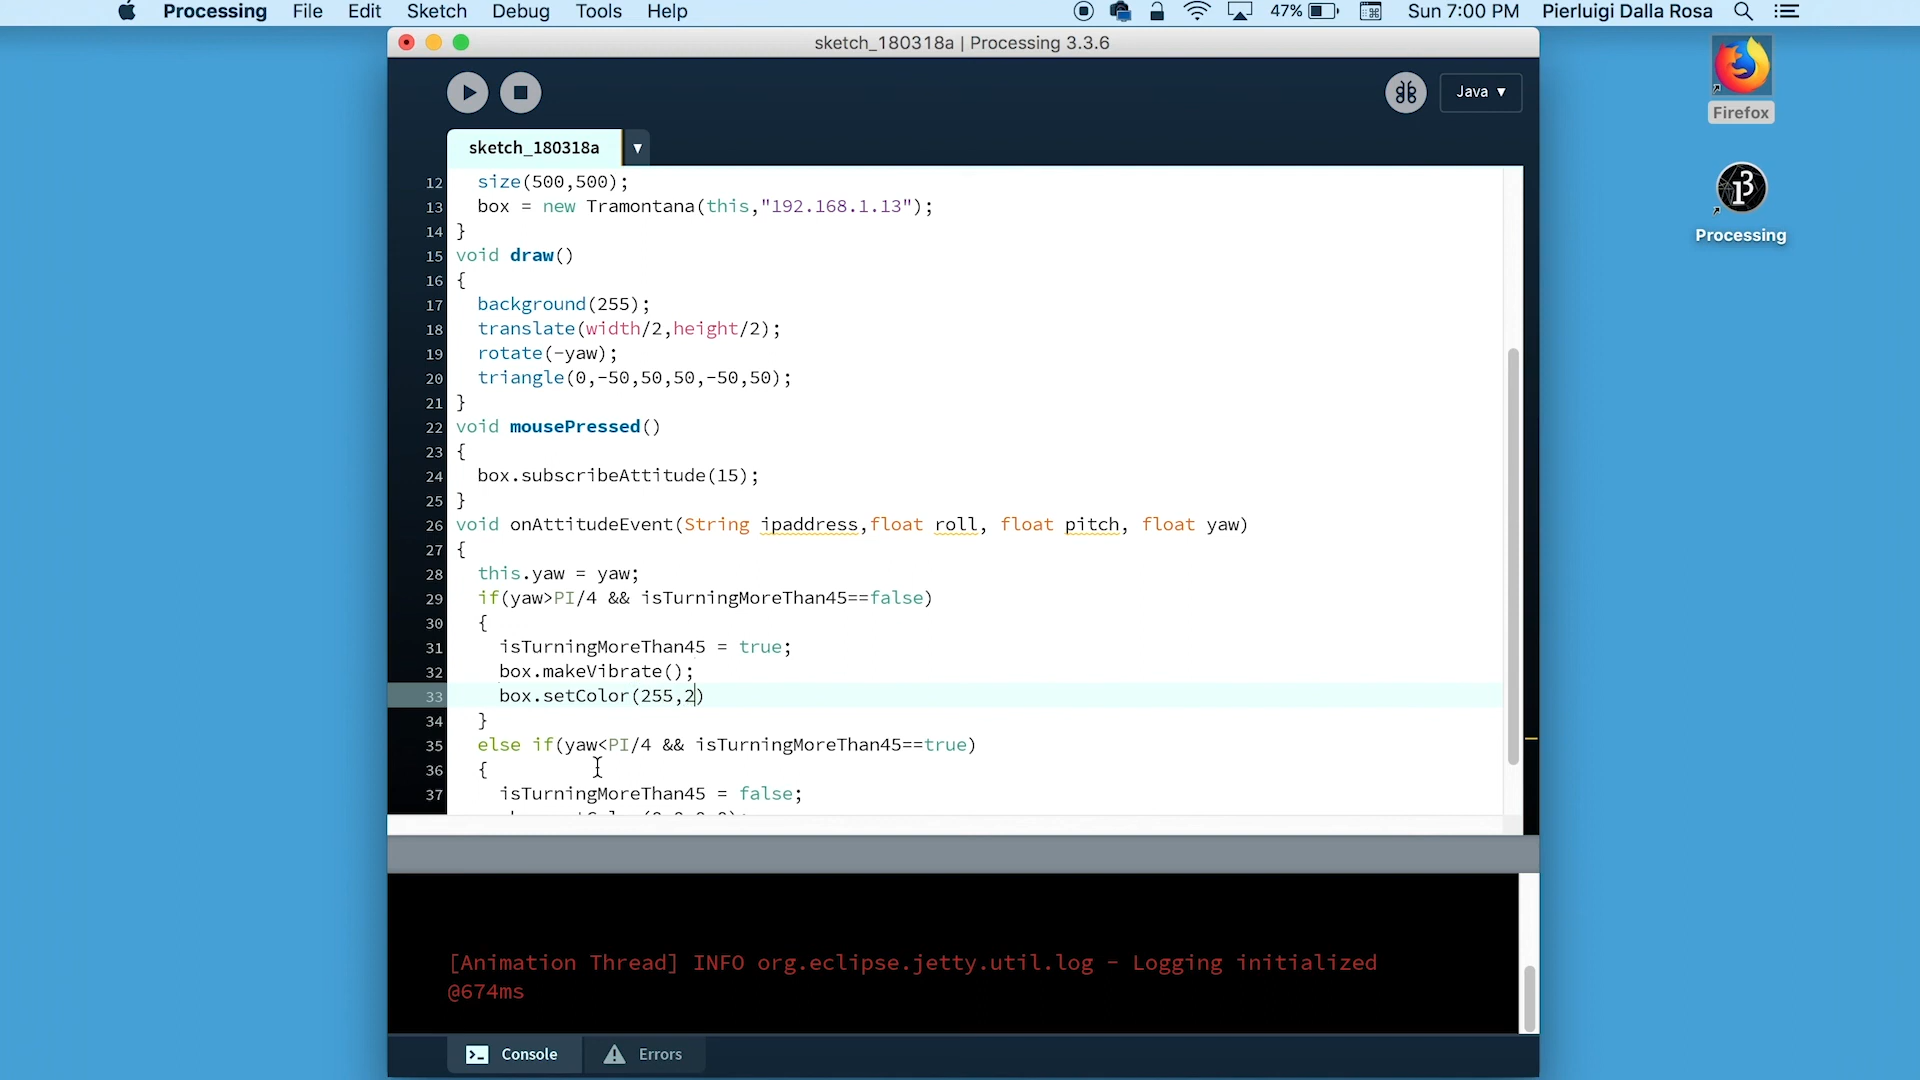 Processing File Edit Sketch Debug Tools Help 47% Sun 7:00 PM Pierluigi Dalla Rosa
sketch_180318a | Processing 3.3.6
Java ▼
sketch_180318a ▼
12 size(500,500);
13 box = new Tramontana(this,"192.168.1.13");
14 }
15 void draw()
16 {
17 background(255);
18 translate(width/2,height/2);
19 rotate(-yaw);
20 triangle(0,-50,50,50,-50,50);
21 }
22 void mousePressed()
23 {
24 box.subscribeAttitude(15);
25 }
26 void onAttitudeEvent(String ipaddress,float roll, float pitch, float yaw)
27 {
28 this.yaw = yaw;
29 if(yaw>PI/4 && isTurningMoreThan45==false)
30 {
31 isTurningMoreThan45 = true;
32 box.makeVibrate();
33 box.setColor(255,2)
34 }
35 else if(yaw<PI/4 && isTurningMoreThan45==true)
36 {
37 isTurningMoreThan45 = false;
[Animation Thread] INFO org.eclipse.jetty.util.log - Logging initialized
@674ms
Console Errors
Firefox
Processing